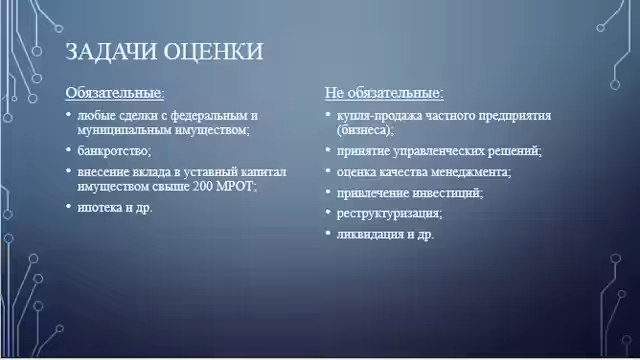 ЗАДАЧИ ОЦЕНКИ
Обязательные:
• любые сделки с федеральным и
муниципальным имуществом;
• банкротство;
• внесение вклада в уставный капитал
имуществом свыше 200 МРОТ;
• ипотека и др.
Не обязательные:
• купля-продажа частного предприятия
(бизнеса);
• принятие управленческих решений;
• оценка качества менеджмента;
• привлечение инвестиций;
• реструктуризация;
• ликвидация и др.